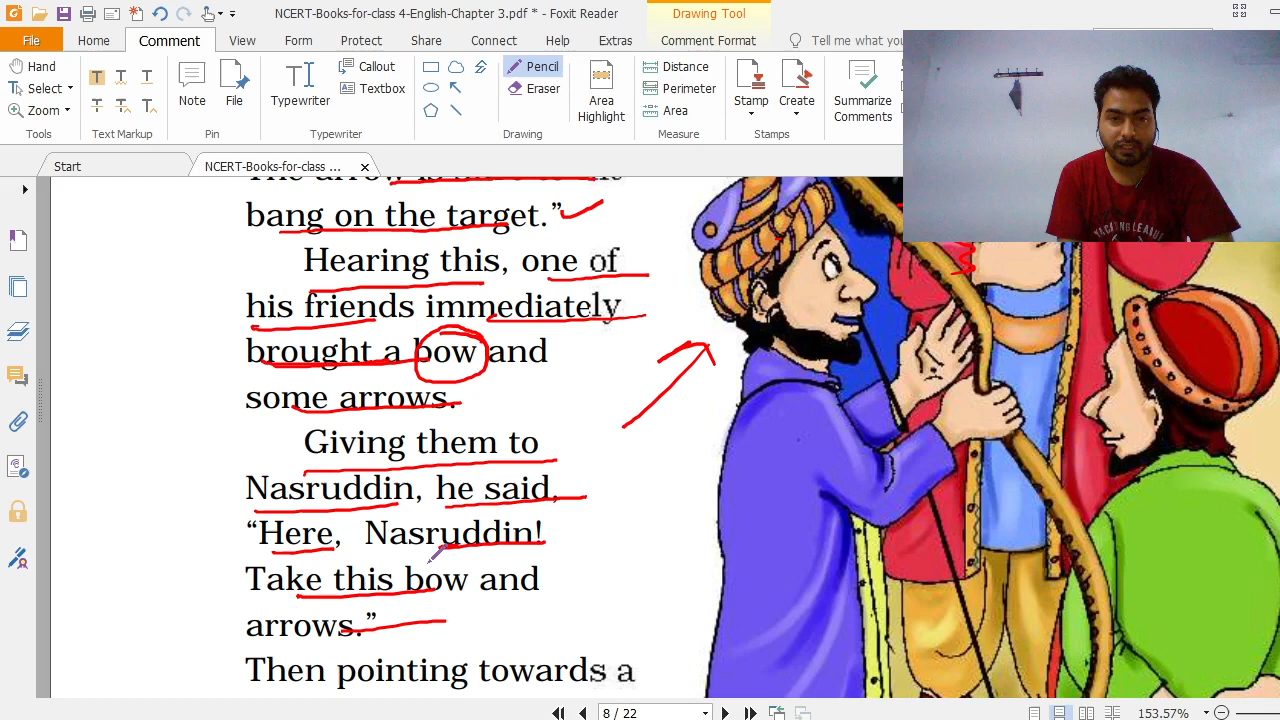 NCERT-Books-for-class 4-English-Chapter 3.pdf * - Foxit Reader
Drawing Tool
File Home Comment View Form Protect Share Connect Help Extras Comment Format Tell me what you
Hand
Select
Zoom
Tools
Text Markup
Note
File
Pin
Typewriter
Callout
Textbox
Typewriter
Pencil
Eraser
Drawing
Area
Highlight
Distance
Perimeter
Area
Measure
Stamp
Create
Stamps
Summarize
Comments
Start
NCERT-Books-for-class ...
bang on the target.”
Hearing this, one of
his friends immediately
brought a bow and
some arrows.
Giving them to
Nasruddin, he said,
“Here, Nasruddin!
Take this bow and
arrows.”
Then pointing towards a
8 / 22
153.57%